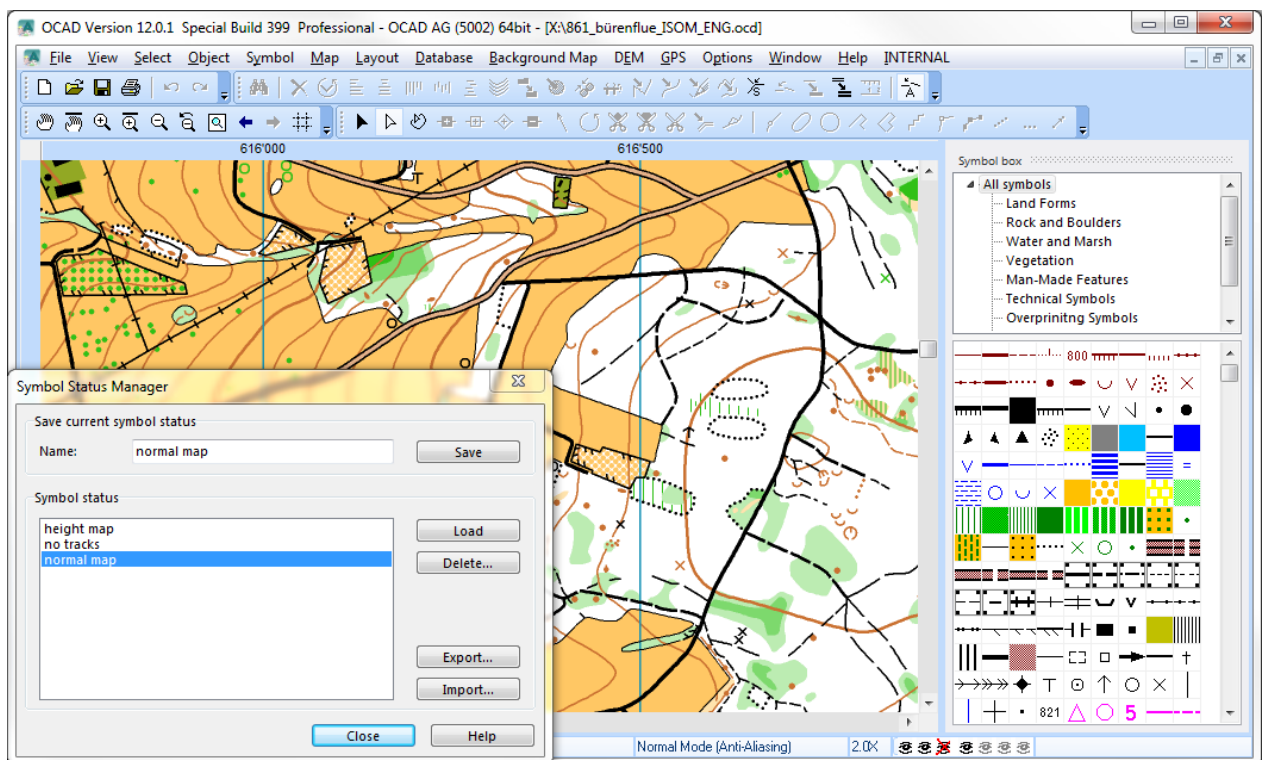 OCAD Version 12.0.1 Special Build 399 Professional - OCAD AG (5002) 64bit - [X:\861_bürenflue_ISOM_ENG.ocd]
File View Select Object Symbol Map Layout Database Background Map DEM GPS Options Window Help INTERNAL
616'000 616'500
Symbol box
All symbols
Land Forms
Rock and Boulders
Water and Marsh
Vegetation
Man-Made Features
Technical Symbols
Overprinitng Symbols
800
821
5
Symbol Status Manager
Save current symbol status
Name: normal map Save
Symbol status
height map
no tracks
normal map
Load
Delete...
Export...
Import...
Close Help
Normal Mode (Anti-Aliasing) 2.0X